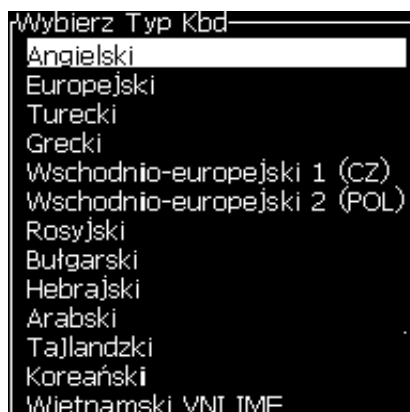 Wybierz Typ Kbd
Angielski
Europejski
Turecki
Grecki
Wschodnio-europejski 1 (CZ)
Wschodnio-europejski 2 (POL)
Rosyjski
Bułgarski
Hebrajski
Arabski
Tajlandzki
Koreański
Wietnamski VNI IME